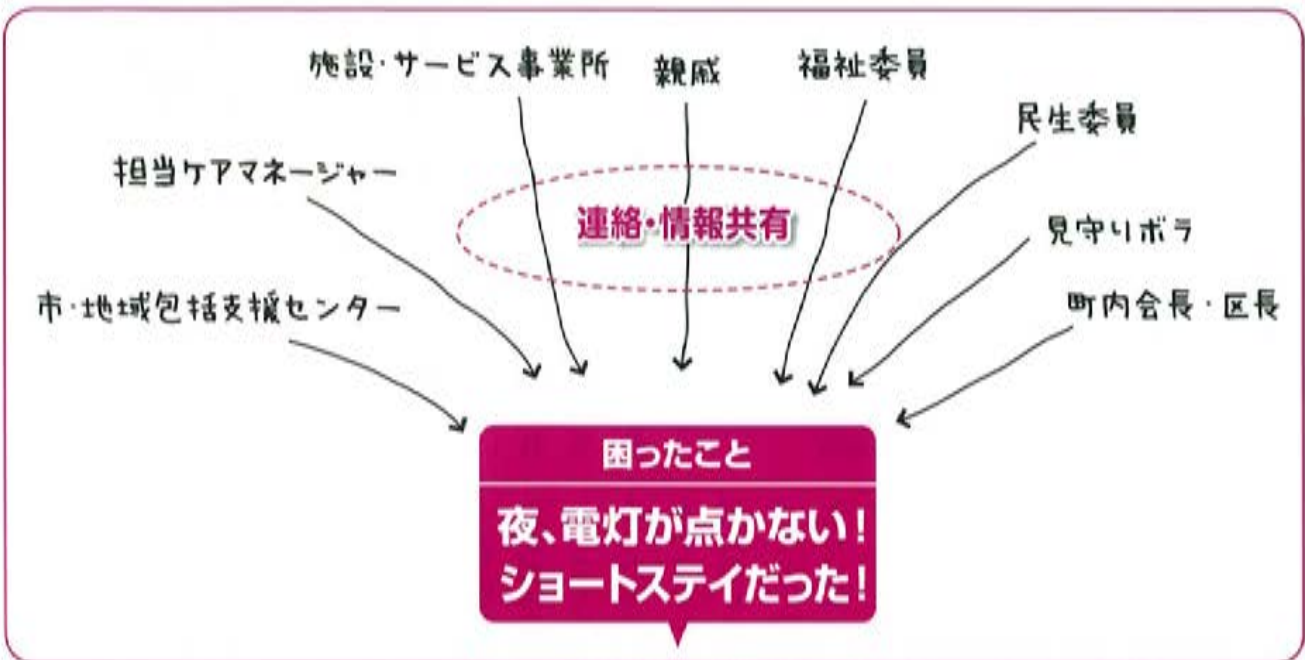 施設・サービス事業所
親戚
福祉委員
民生委員
担当ケアマネージャー
連絡・情報共有
見守りボラ
市・地域包括支援センター
町内会長・区長
困ったこと
夜、電灯が点かない!
ショートステイだった!